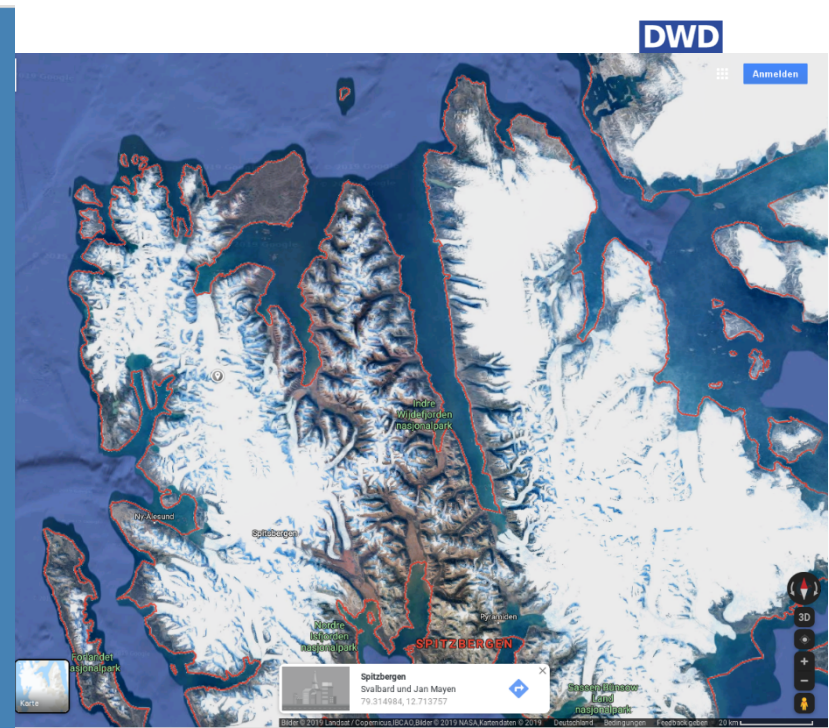 DWD
Anmelden
Indre
Wijdefjorden
nasjonalpark
Ny-Ålesund
Spitsbergen
Pyramiden
Nordre
Isfjorden
nasjonalpark
SPITZBERGEN
Forlandet
nasjonalpark
Sassen-Bünsow
Land
nasjonalpark
3D
Karte
Spitzbergen
Svalbard und Jan Mayen
79.314984, 12.713757
Bilder © 2019 Landsat / Copernicus,IBCAO,Bilder © 2019 NASA,Kartendaten © 2019
Deutschland
Bedingungen
Feedback geben
20 km